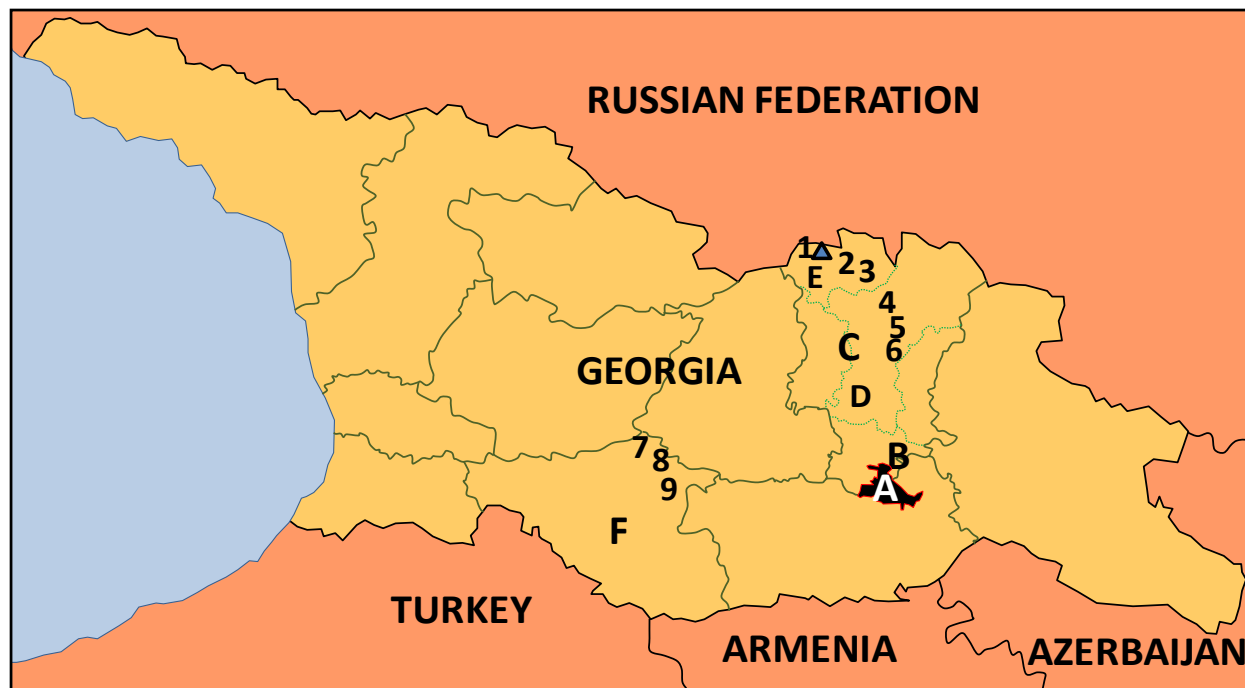 RUSSIAN FEDERATION
1
2
3
E
4
5
6
C
GEORGIA
D
7
8
9
B
A
F
TURKEY
ARMENIA
AZERBAIJAN